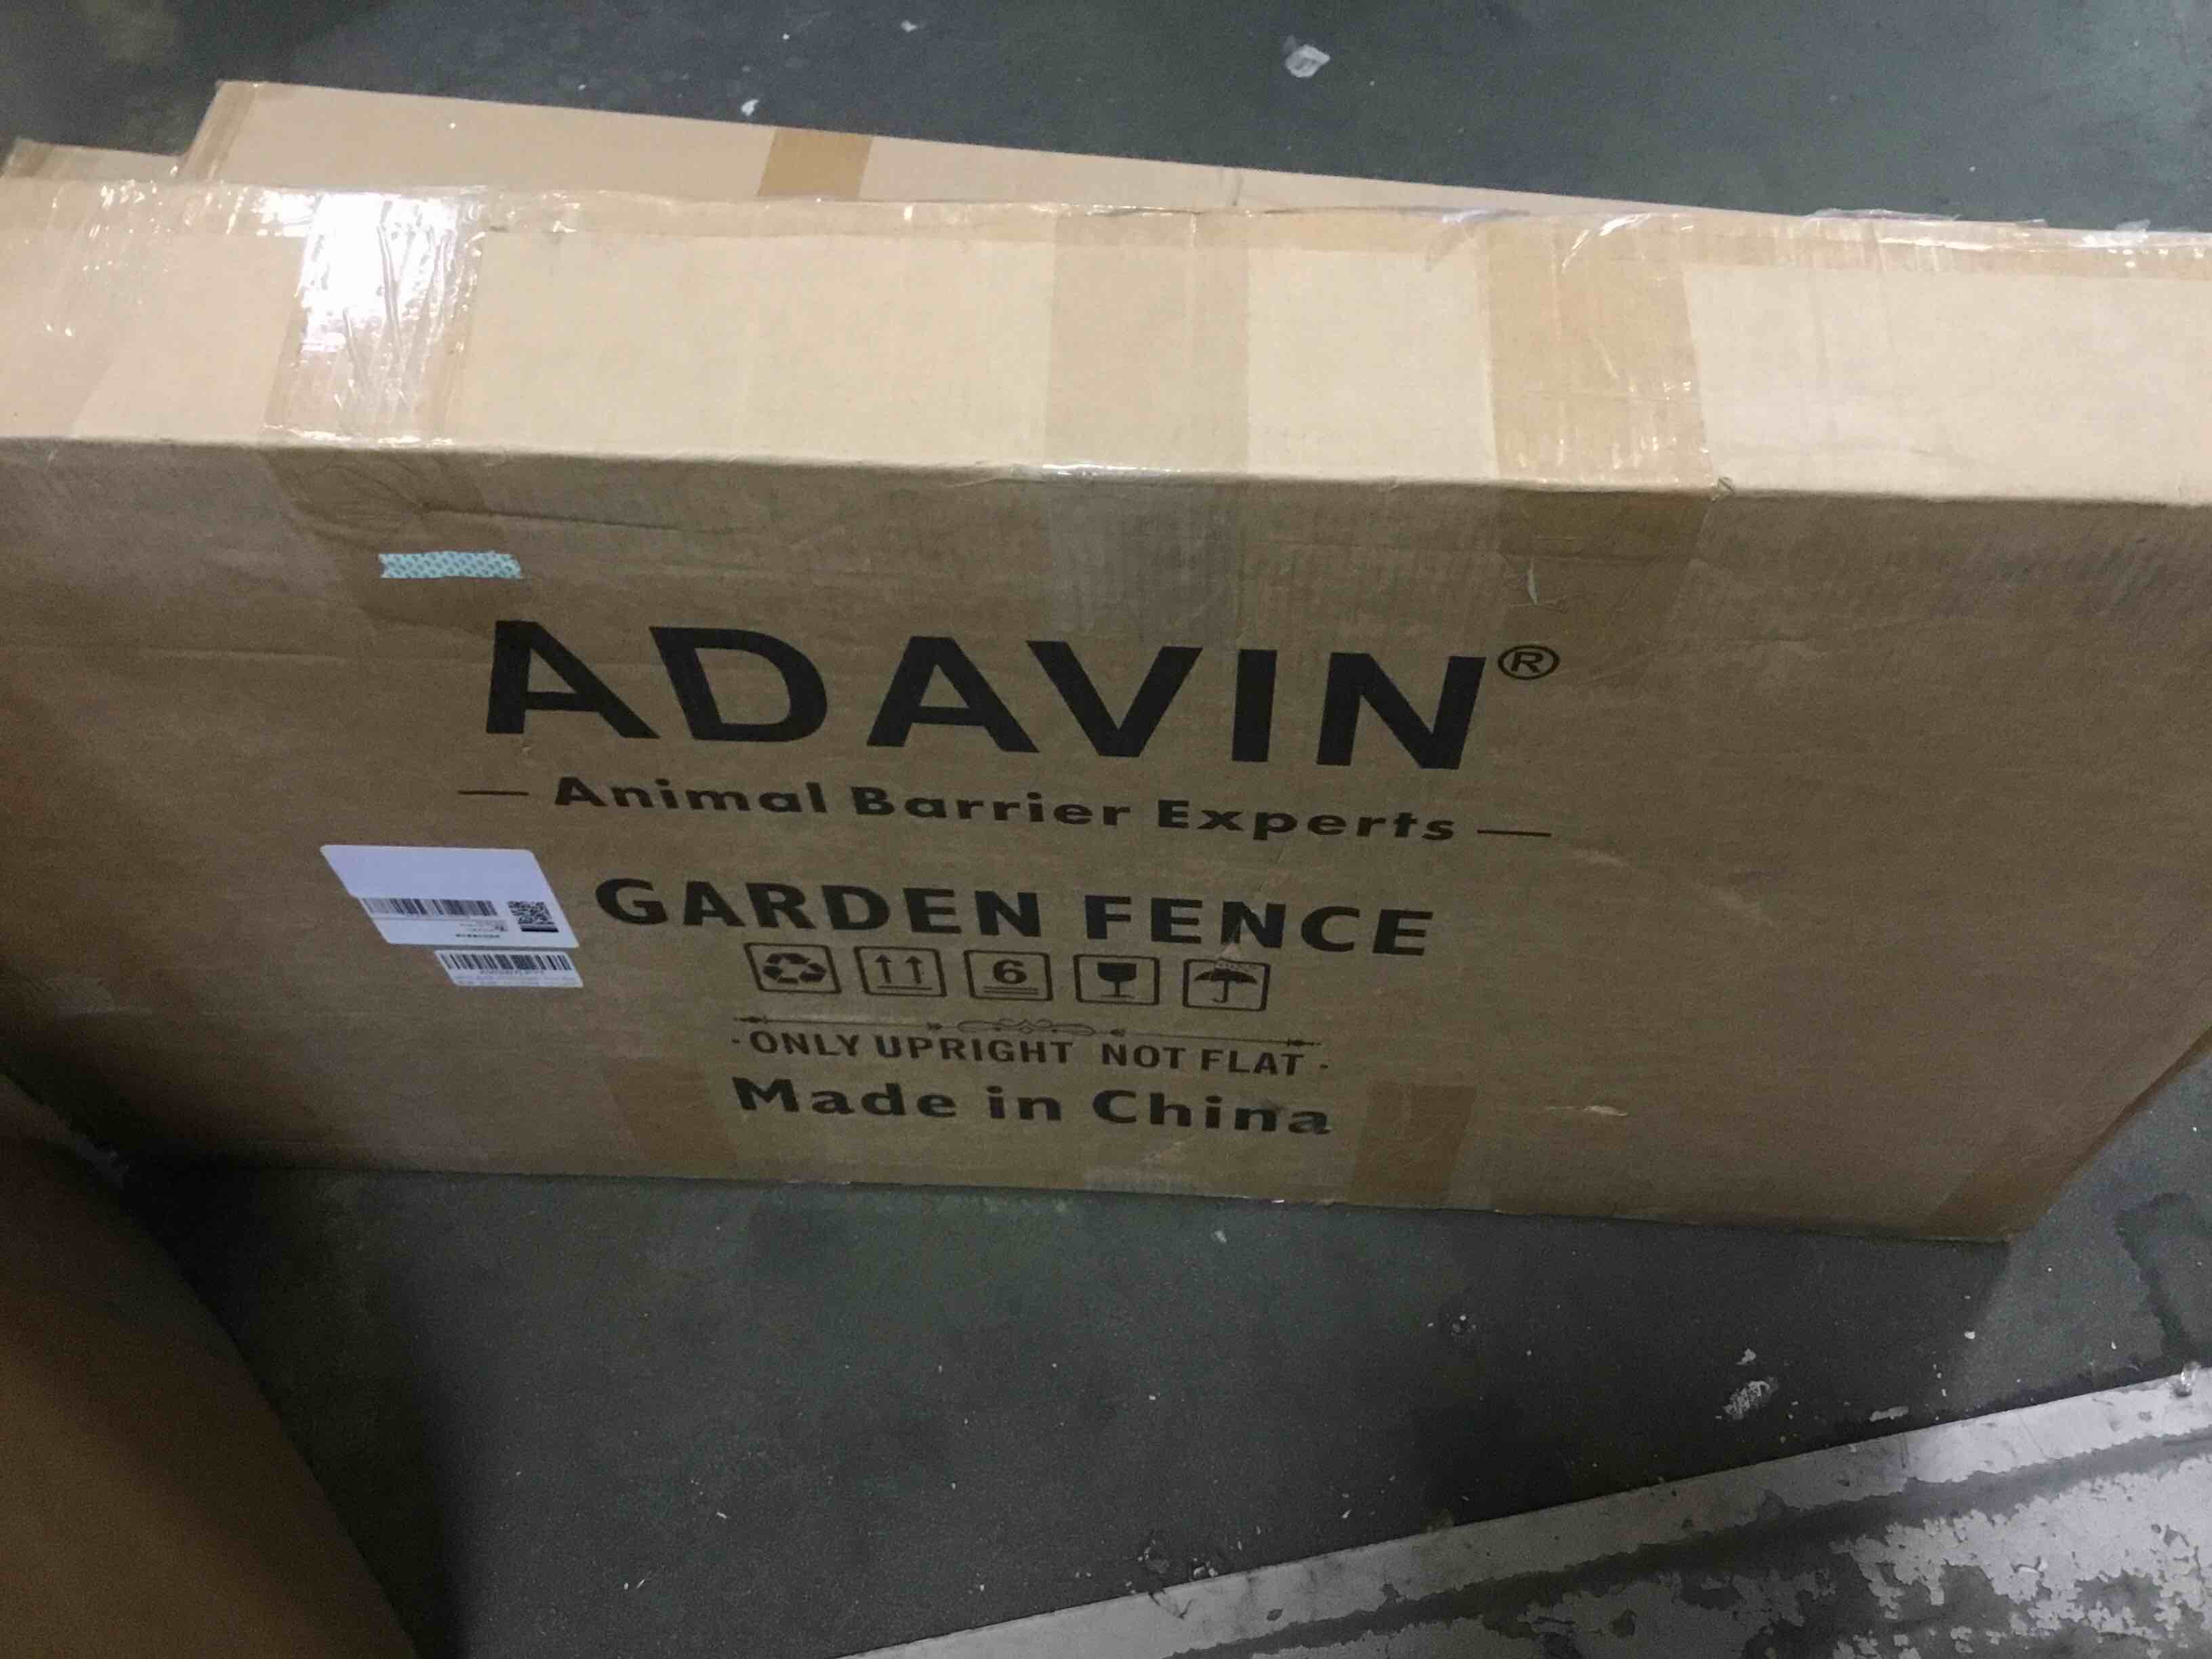 ADAVIN®
— Animal Barrier Experts —
GARDEN FENCE
6
·ONLY UPRIGHT NOT FLAT·
Made in China